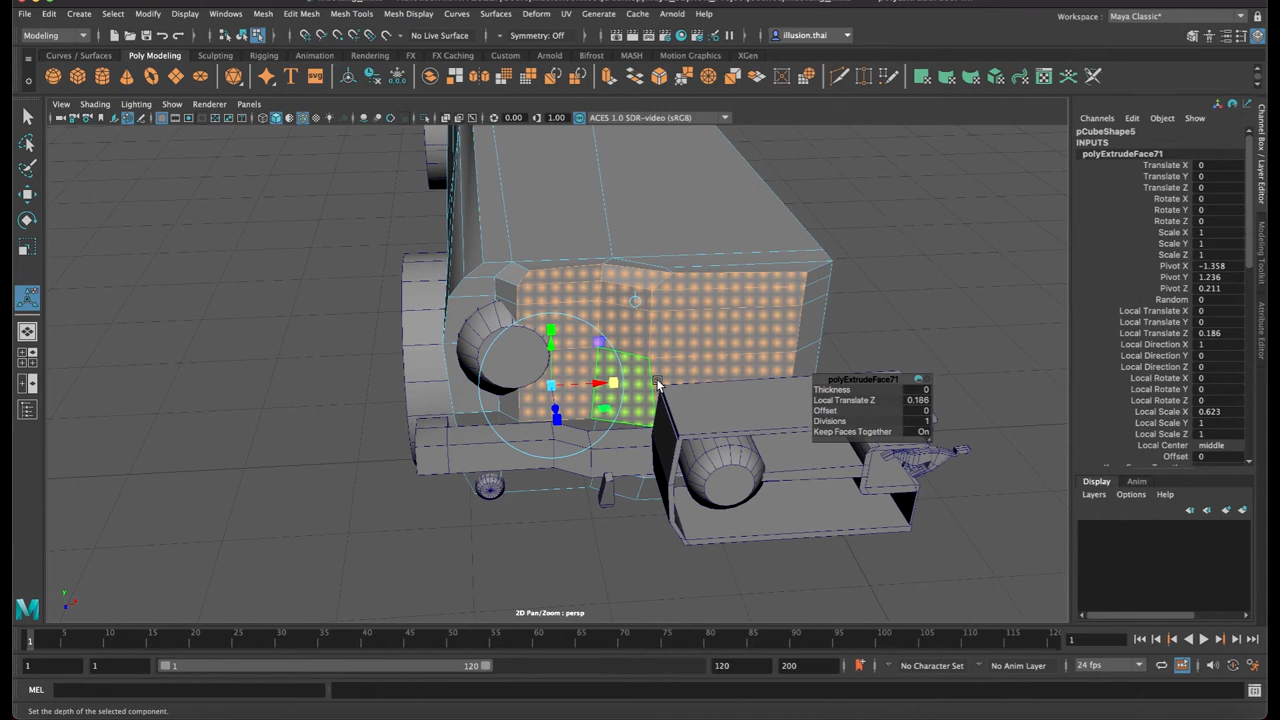 File Edit Create Select Modify Display Windows Mesh Edit Mesh Mesh Tools Mesh Display Curves Surfaces Deform UV Generate Cache Arnold Help
Workspace : Maya Classic*
Modeling
No Live Surface
Symmetry: Off
illusion.thai
Curves / Surfaces Poly Modeling Sculpting Rigging Animation Rendering FX FX Caching Custom Arnold Bifrost MASH Motion Graphics XGen
View Shading Lighting Show Renderer Panels
0.00 1.00 ACES 1.0 SDR-video (sRGB)
Channels Edit Object Show
pCubeShape5
INPUTS
polyExtrudeFace71
Translate X 0
Translate Y 0
Translate Z 0
Rotate X 0
Rotate Y 0
Rotate Z 0
Scale X 1
Scale Y 1
Scale Z 1
Pivot X -1.358
Pivot Y 1.236
Pivot Z 0.211
Random 0
Local Translate X 0
Local Translate Y 0
Local Translate Z 0.186
Local Direction X 1
Local Direction Y 0
Local Direction Z 0
Local Rotate X 0
Local Rotate Y 0
Local Rotate Z 0
Local Scale X 0.623
Local Scale Y 1
Local Scale Z 1
Local Center middle
Offset 0
Channel Box / Layer Editor
Modeling Toolkit
Attribute Editor
polyExtrudeFace71
Thickness 0
Local Translate Z 0.186
Offset 0
Divisions 1
Keep Faces Together On
Display Anim
Layers Options Help
2D Pan/Zoom : persp
1 5 10 15 20 25 30 35 40 45 50 55 60 65 70 75 80 85 90 95 100 105 110 115 120
1
1 1 1 120 120 200
No Character Set
No Anim Layer
24 fps
MEL
Set the depth of the selected component.